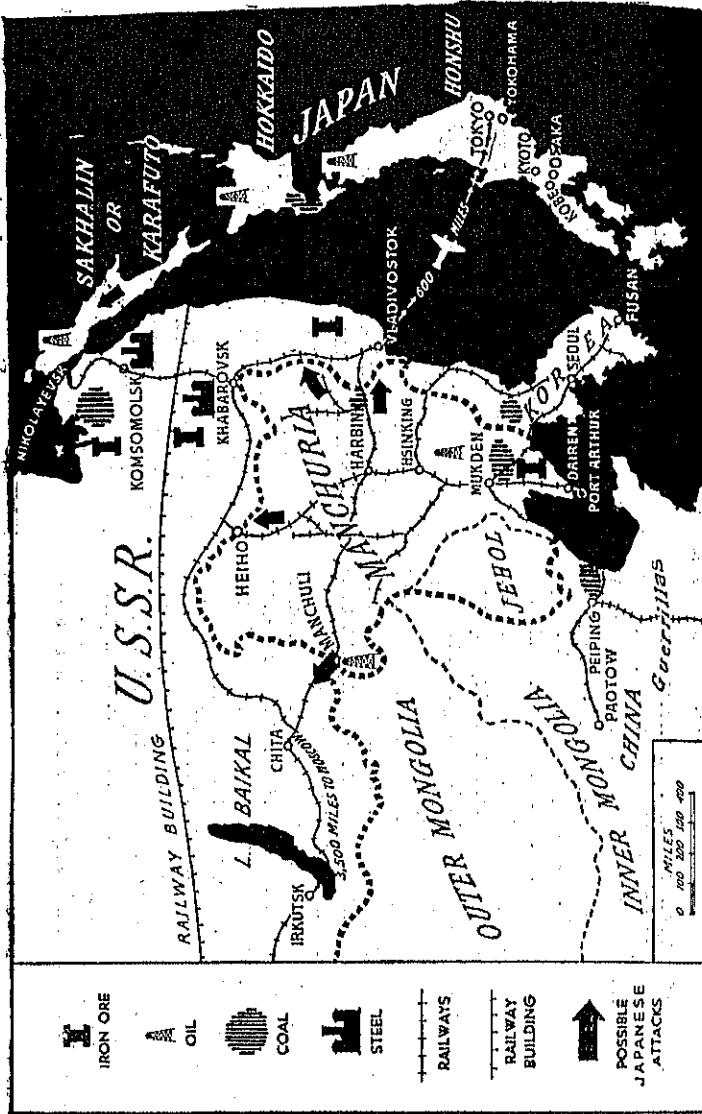 SAKHALIN
OR
KARAFUTO
HOKKAIDO
JAPAN
HONSHU
NIKOLAYEVSK
KOMSOMOLSK
KHABAROVSK
VLADIVOSTOK
600
MILES
TOKYO
YOKOHAMA
KYOTO
KOBE
OSAKA
U.S.S.R.
RAILWAY BUILDING
HEIHO
MANCHURIA
HARBIN
HSINKING
MUKDEN
KOREA
SEOUL
FUSAN
DAIREN
PORT ARTHUR
L. BAIKAL
IRKUTSK
CHITA
3,500 MILES TO MOSCOW
MANCHULI
MAN
JEHOL
PEIPING
PAOTOW
OUTER MONGOLIA
INNER MONGOLIA
CHINA
Guerrillas
MILES
0 100 200 300 400
IRON ORE
OIL
COAL
STEEL
RAILWAYS
RAILWAY
BUILDING
POSSIBLE
JAPANESE
ATTACKS